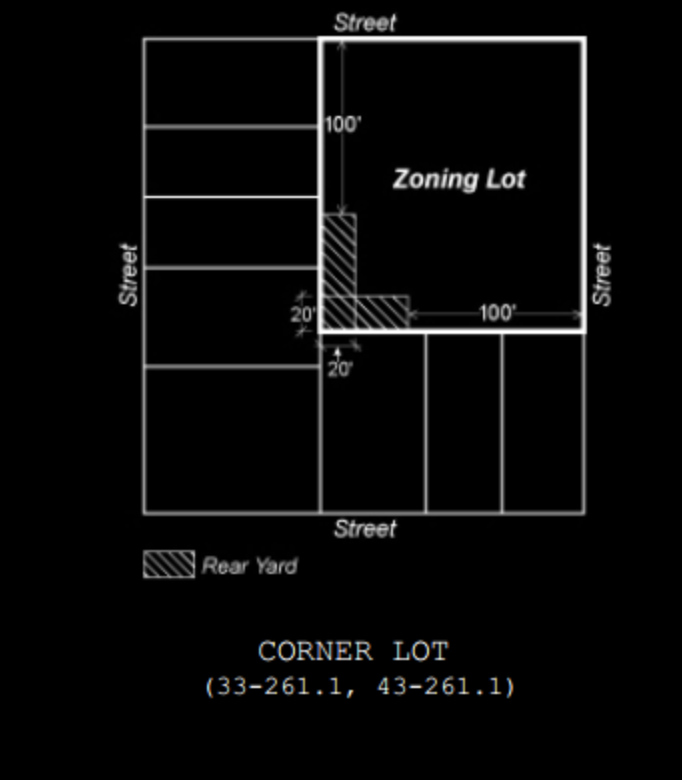 Street
100'
Zoning Lot
Street
Street
20'
100'
20'
Street
Rear Yard
CORNER LOT
(33-261.1, 43-261.1)